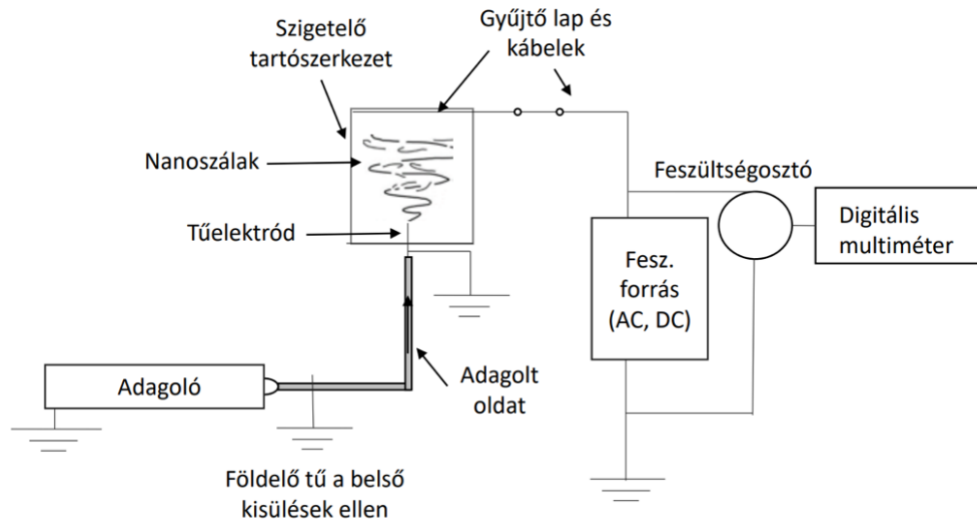 Szigetelő
tartószerkezet
Gyűjtő lap és
kábelek
Nanoszálak
Tűelektród
Feszültségosztó
Digitális
multiméter
Fesz.
forrás
(AC, DC)
Adagoló
Adagolt
oldat
Földelő tű a belső
kisülések ellen